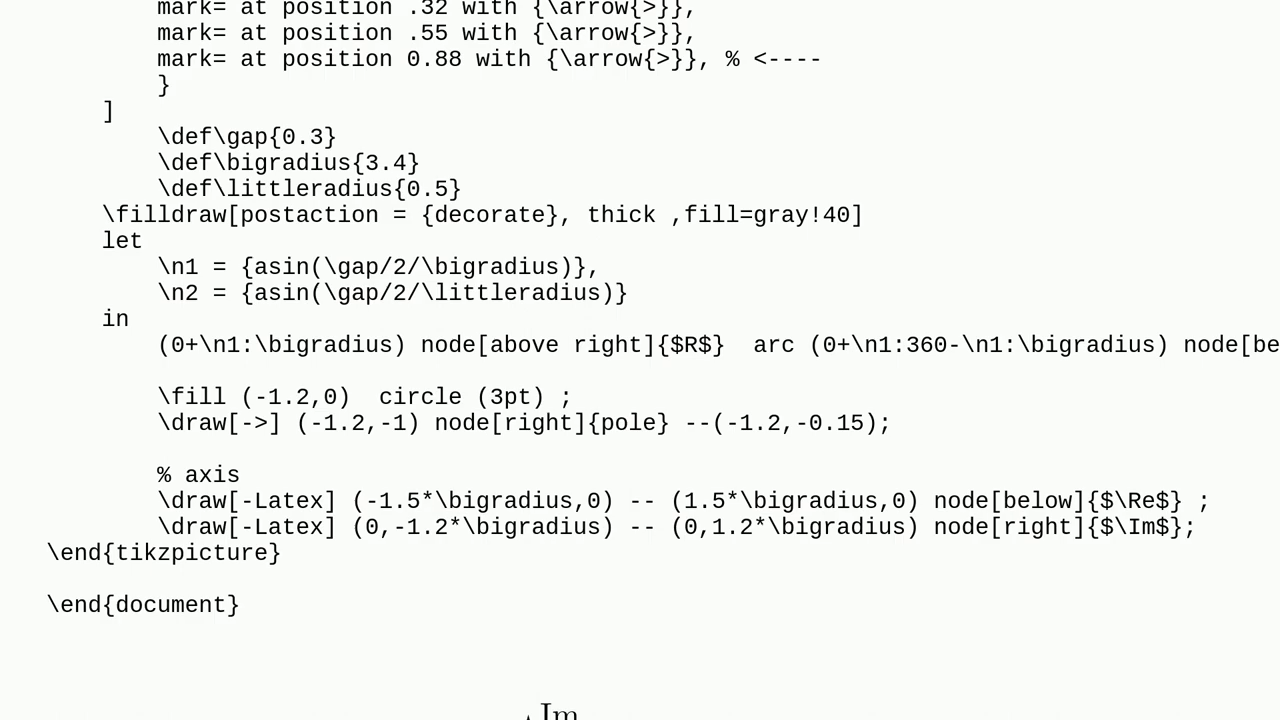 mark= at position .32 with {\arrow{>}},
mark= at position .55 with {\arrow{>}},
mark= at position 0.88 with {\arrow{>}}, % <----
}
]
\def\gap{0.3}
\def\bigradius{3.4}
\def\littleradius{0.5}
\filldraw[postaction = {decorate}, thick ,fill=gray!40]
let
\n1 = {asin(\gap/2/\bigradius)},
\n2 = {asin(\gap/2/\littleradius)}
in
(0+\n1:\bigradius) node[above right]{$R$}  arc (0+\n1:360-\n1:\bigradius) node[be
\fill (-1.2,0)  circle (3pt) ;
\draw[->] (-1.2,-1) node[right]{pole} --(-1.2,-0.15);
% axis
\draw[-Latex] (-1.5*\bigradius,0) -- (1.5*\bigradius,0) node[below]{$\Re$} ;
\draw[-Latex] (0,-1.2*\bigradius) -- (0,1.2*\bigradius) node[right]{$\Im$};
\end{tikzpicture}
\end{document}
Im